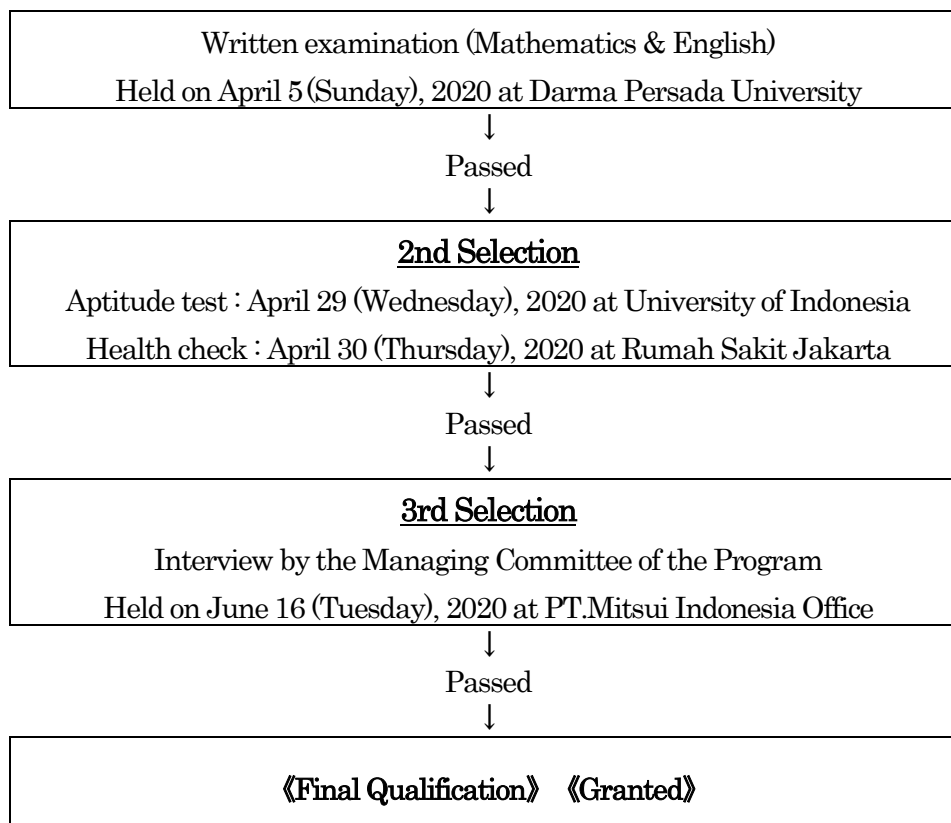 Written examination (Mathematics & English)
Held on April 5 (Sunday), 2020 at Darma Persada University
↓
Passed
↓
2nd Selection
Aptitude test : April 29 (Wednesday), 2020 at University of Indonesia
Health check : April 30 (Thursday), 2020 at Rumah Sakit Jakarta
↓
Passed
↓
3rd Selection
Interview by the Managing Committee of the Program
Held on June 16 (Tuesday), 2020 at PT.Mitsui Indonesia Office
↓
Passed
↓
《Final Qualification》 《Granted》